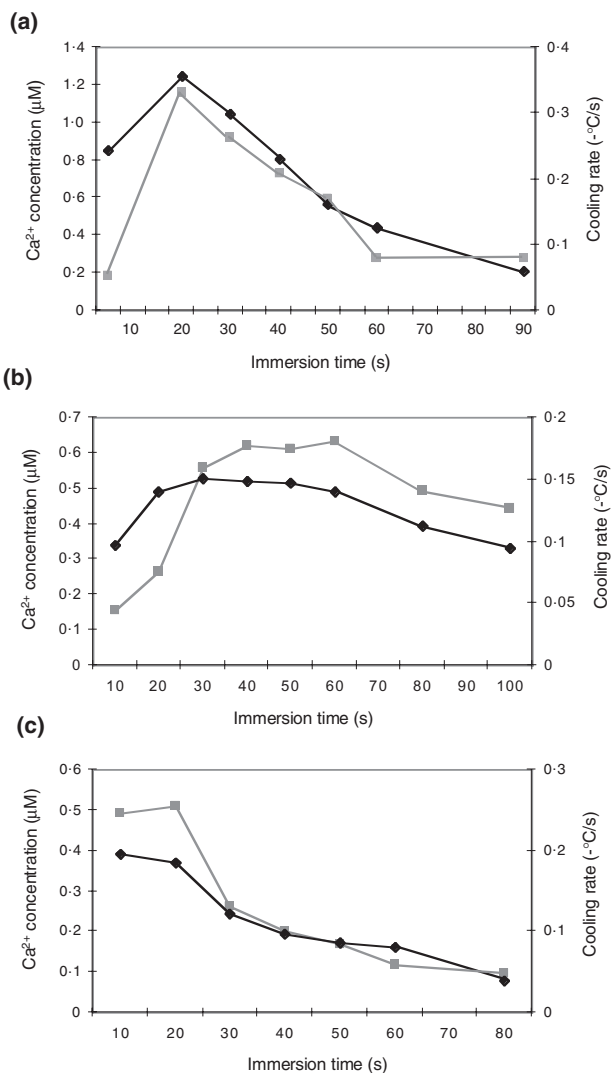 (a)
Ca²⁺ concentration (µM)
1·4
1·2
1·0
0·8
0·6
0·4
0·2
0
0·4
0·3
0·2
0·1
0
Cooling rate (-°C/s)
10 20 30 40 50 60 70 80 90
Immersion time (s)
(b)
Ca²⁺ concentration (µM)
0·7
0·6
0·5
0·4
0·3
0·2
0·1
0
0·2
0·15
0·1
0·05
0
Cooling rate (-°C/s)
10 20 30 40 50 60 70 80 90 100
Immersion time (s)
(c)
Ca²⁺ concentration (µM)
0·6
0·5
0·4
0·3
0·2
0·1
0
0·3
0·2
0·1
0
Cooling rate (-°C/s)
10 20 30 40 50 60 70 80
Immersion time (s)